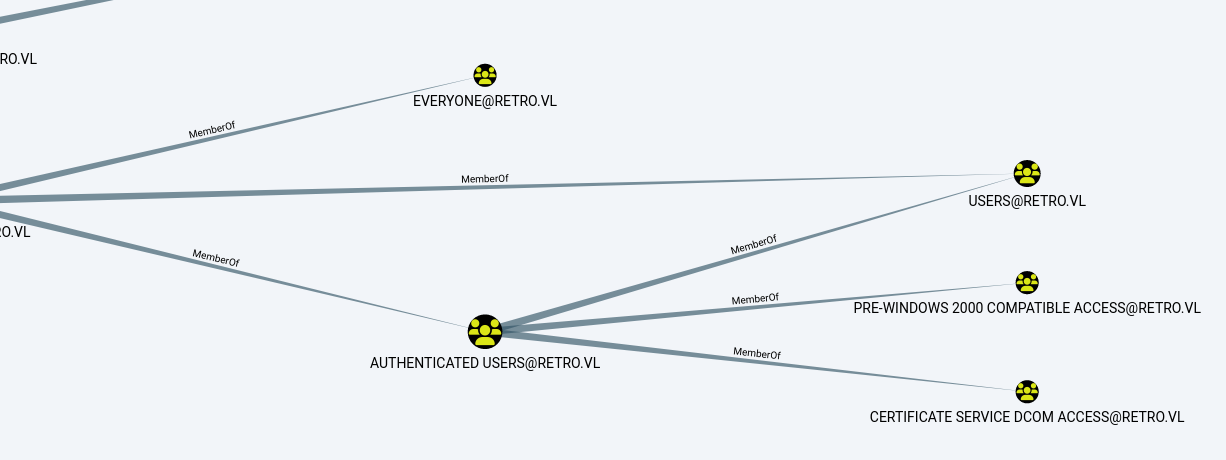 RO.VL
EVERYONE@RETRO.VL
MemberOf
MemberOf
USERS@RETRO.VL
RO.VL
MemberOf
MemberOf
MemberOf
PRE-WINDOWS 2000 COMPATIBLE ACCESS@RETRO.VL
AUTHENTICATED USERS@RETRO.VL
MemberOf
CERTIFICATE SERVICE DCOM ACCESS@RETRO.VL